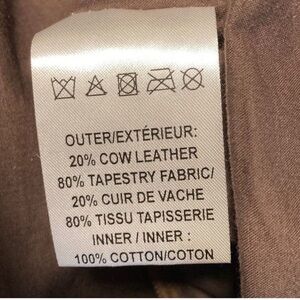 OUTER/EXTÉRIEUR:
20% COW LEATHER
80% TAPESTRY FABRIC/
20% CUIR DE VACHE
80% TISSU TAPISSERIE
INNER / INNER :
100% COTTON/COTON